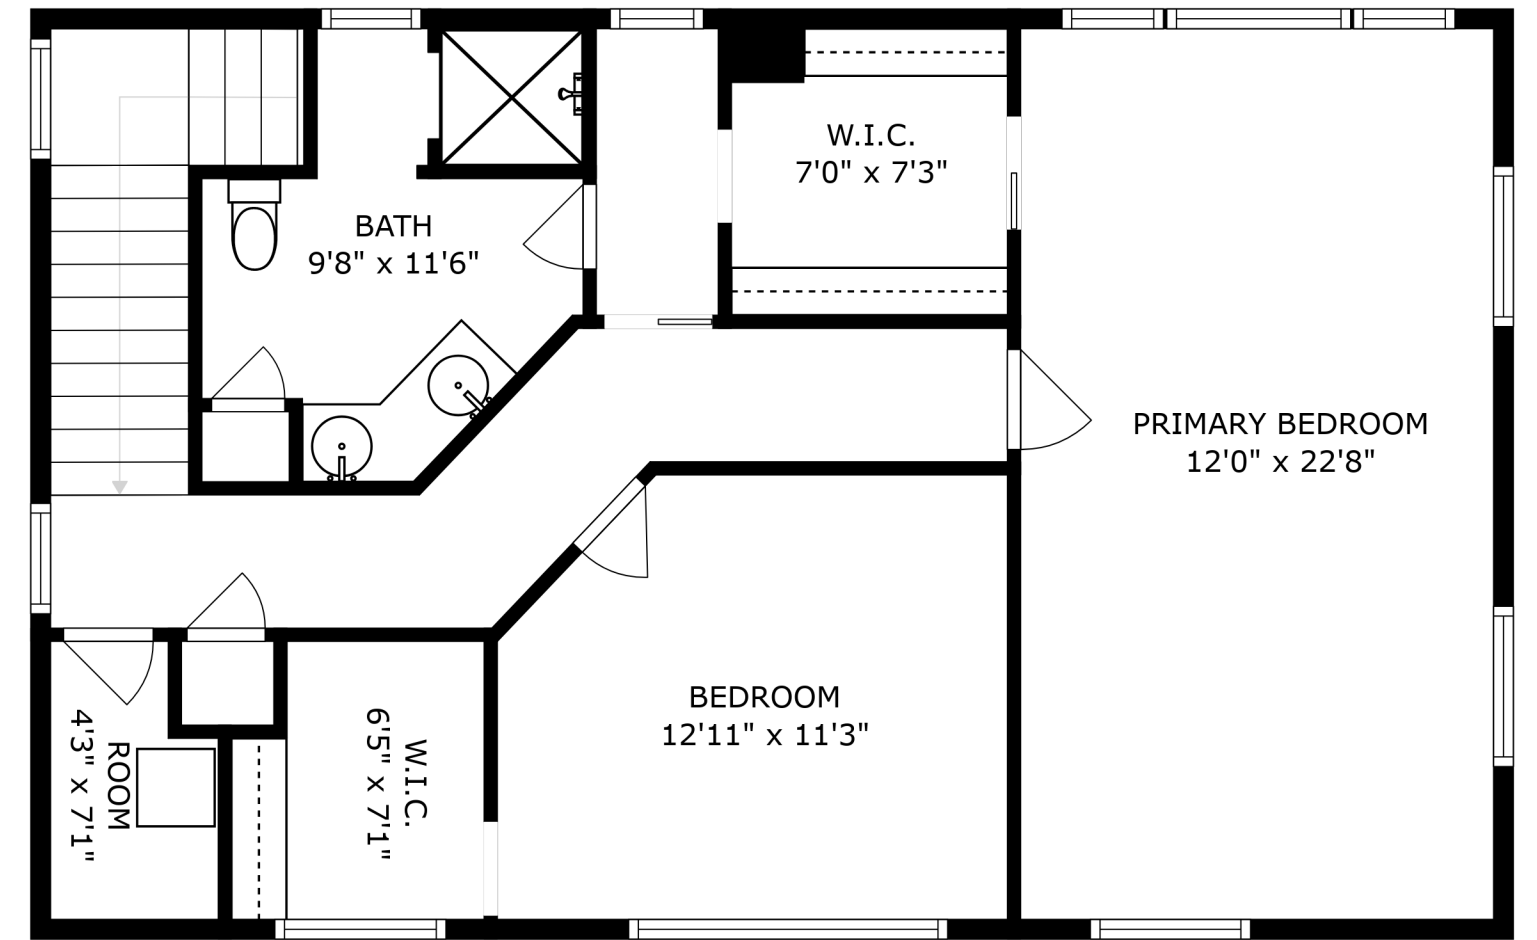 W.I.C.
7'0" x 7'3"
BATH
9'8" x 11'6"
PRIMARY BEDROOM
12'0" x 22'8"
BEDROOM
12'11" x 11'3"
ROOM
4'3" x 7'1"
W.I.C.
6'5" x 7'1"